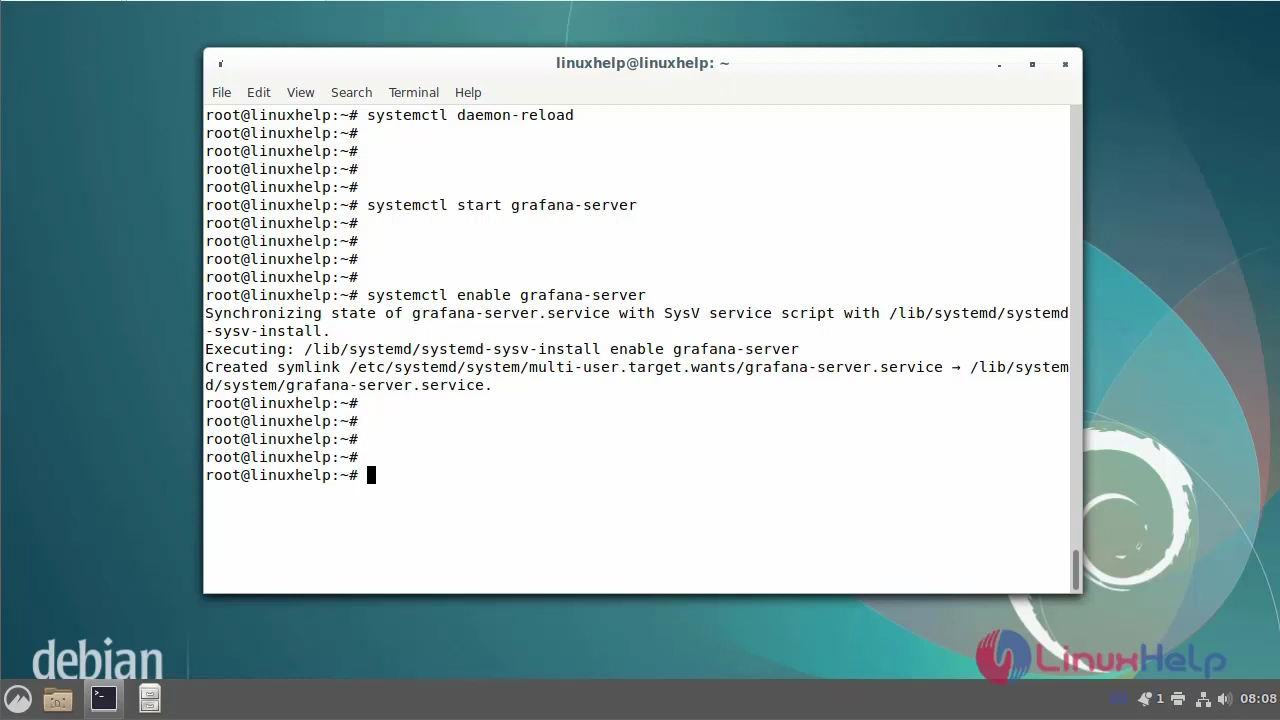 linuxhelp@linuxhelp: ~
File Edit View Search Terminal Help
root@linuxhelp:~# systemctl daemon-reload
root@linuxhelp:~#
root@linuxhelp:~#
root@linuxhelp:~#
root@linuxhelp:~#
root@linuxhelp:~# systemctl start grafana-server
root@linuxhelp:~#
root@linuxhelp:~#
root@linuxhelp:~#
root@linuxhelp:~#
root@linuxhelp:~# systemctl enable grafana-server
Synchronizing state of grafana-server.service with SysV service script with /lib/systemd/systemd
-sysv-install.
Executing: /lib/systemd/systemd-sysv-install enable grafana-server
Created symlink /etc/systemd/system/multi-user.target.wants/grafana-server.service → /lib/system
d/system/grafana-server.service.
root@linuxhelp:~#
root@linuxhelp:~#
root@linuxhelp:~#
root@linuxhelp:~#
root@linuxhelp:~#
debian
LinuxHelp
1 08:08